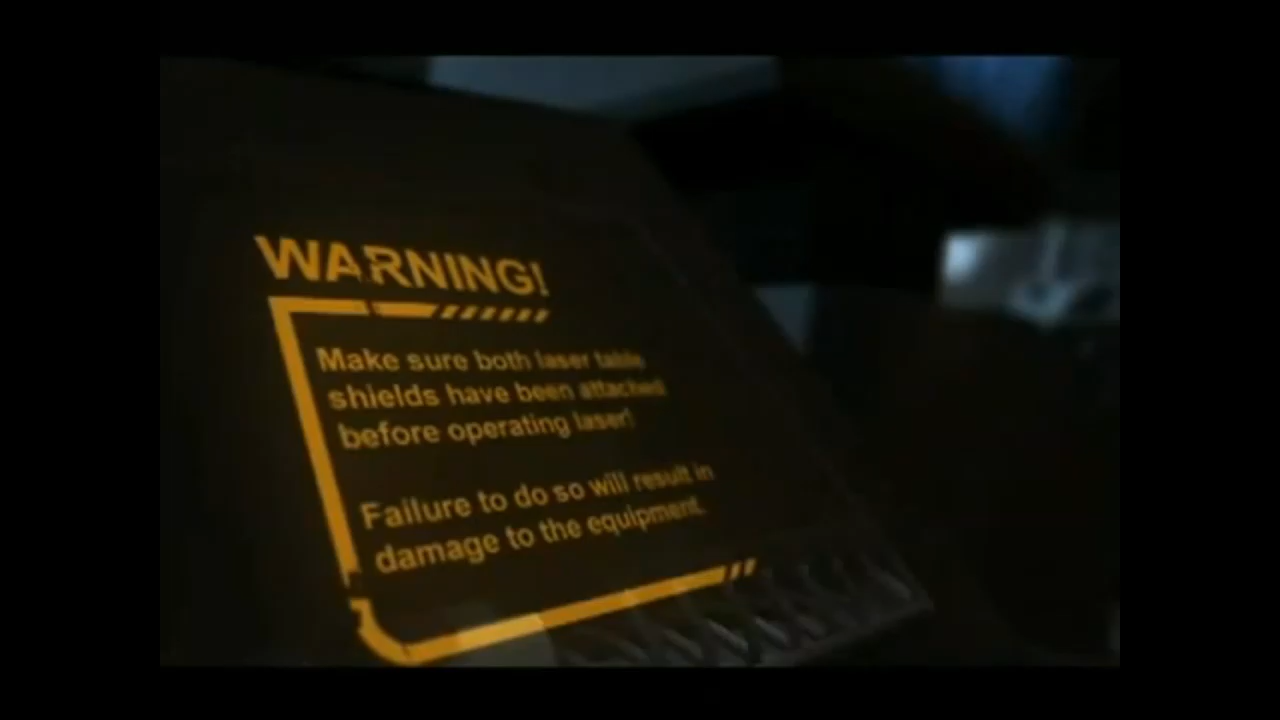 WARNING!
Make sure both laser table
shields have been attached
before operating laser!
Failure to do so will result in
damage to the equipment.